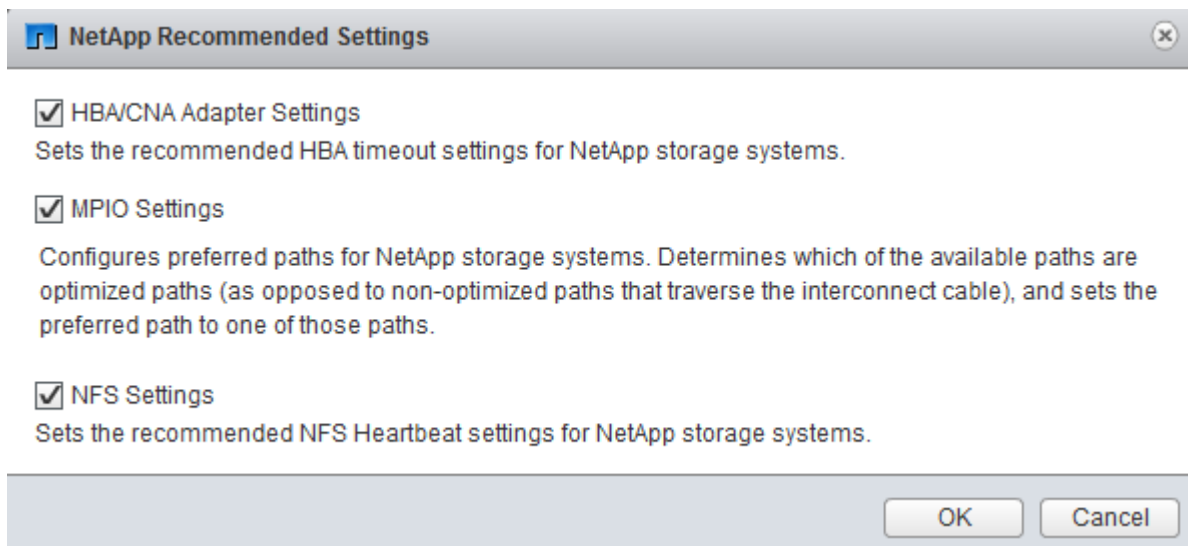 NetApp Recommended Settings
HBA/CNA Adapter Settings
Sets the recommended HBA timeout settings for NetApp storage systems.
MPIO Settings
Configures preferred paths for NetApp storage systems. Determines which of the available paths are
optimized paths (as opposed to non-optimized paths that traverse the interconnect cable), and sets the
preferred path to one of those paths.
NFS Settings
Sets the recommended NFS Heartbeat settings for NetApp storage systems.
OK
Cancel